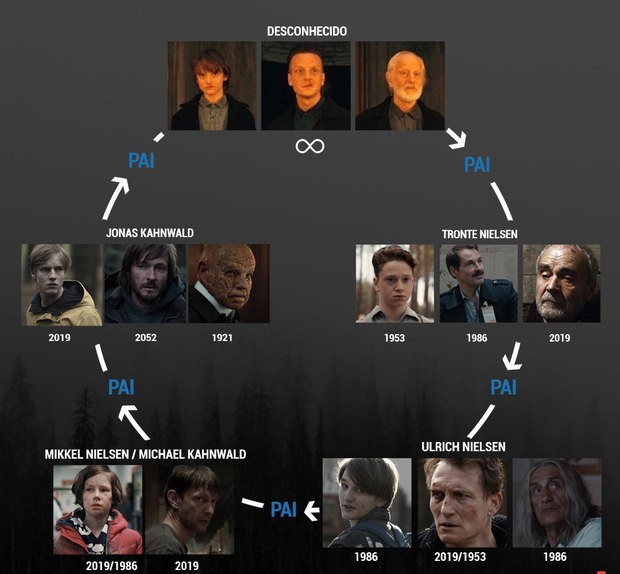 DESCONHECIDO
∞
PAI
PAI
JONAS KAHNWALD
TRONTE NIELSEN
2019
2052
1921
1953
1986
2019
PAI
PAI
MIKKEL NIELSEN / MICHAEL KAHNWALD
ULRICH NIELSEN
PAI
2019/1986
2019
1986
2019/1953
1986